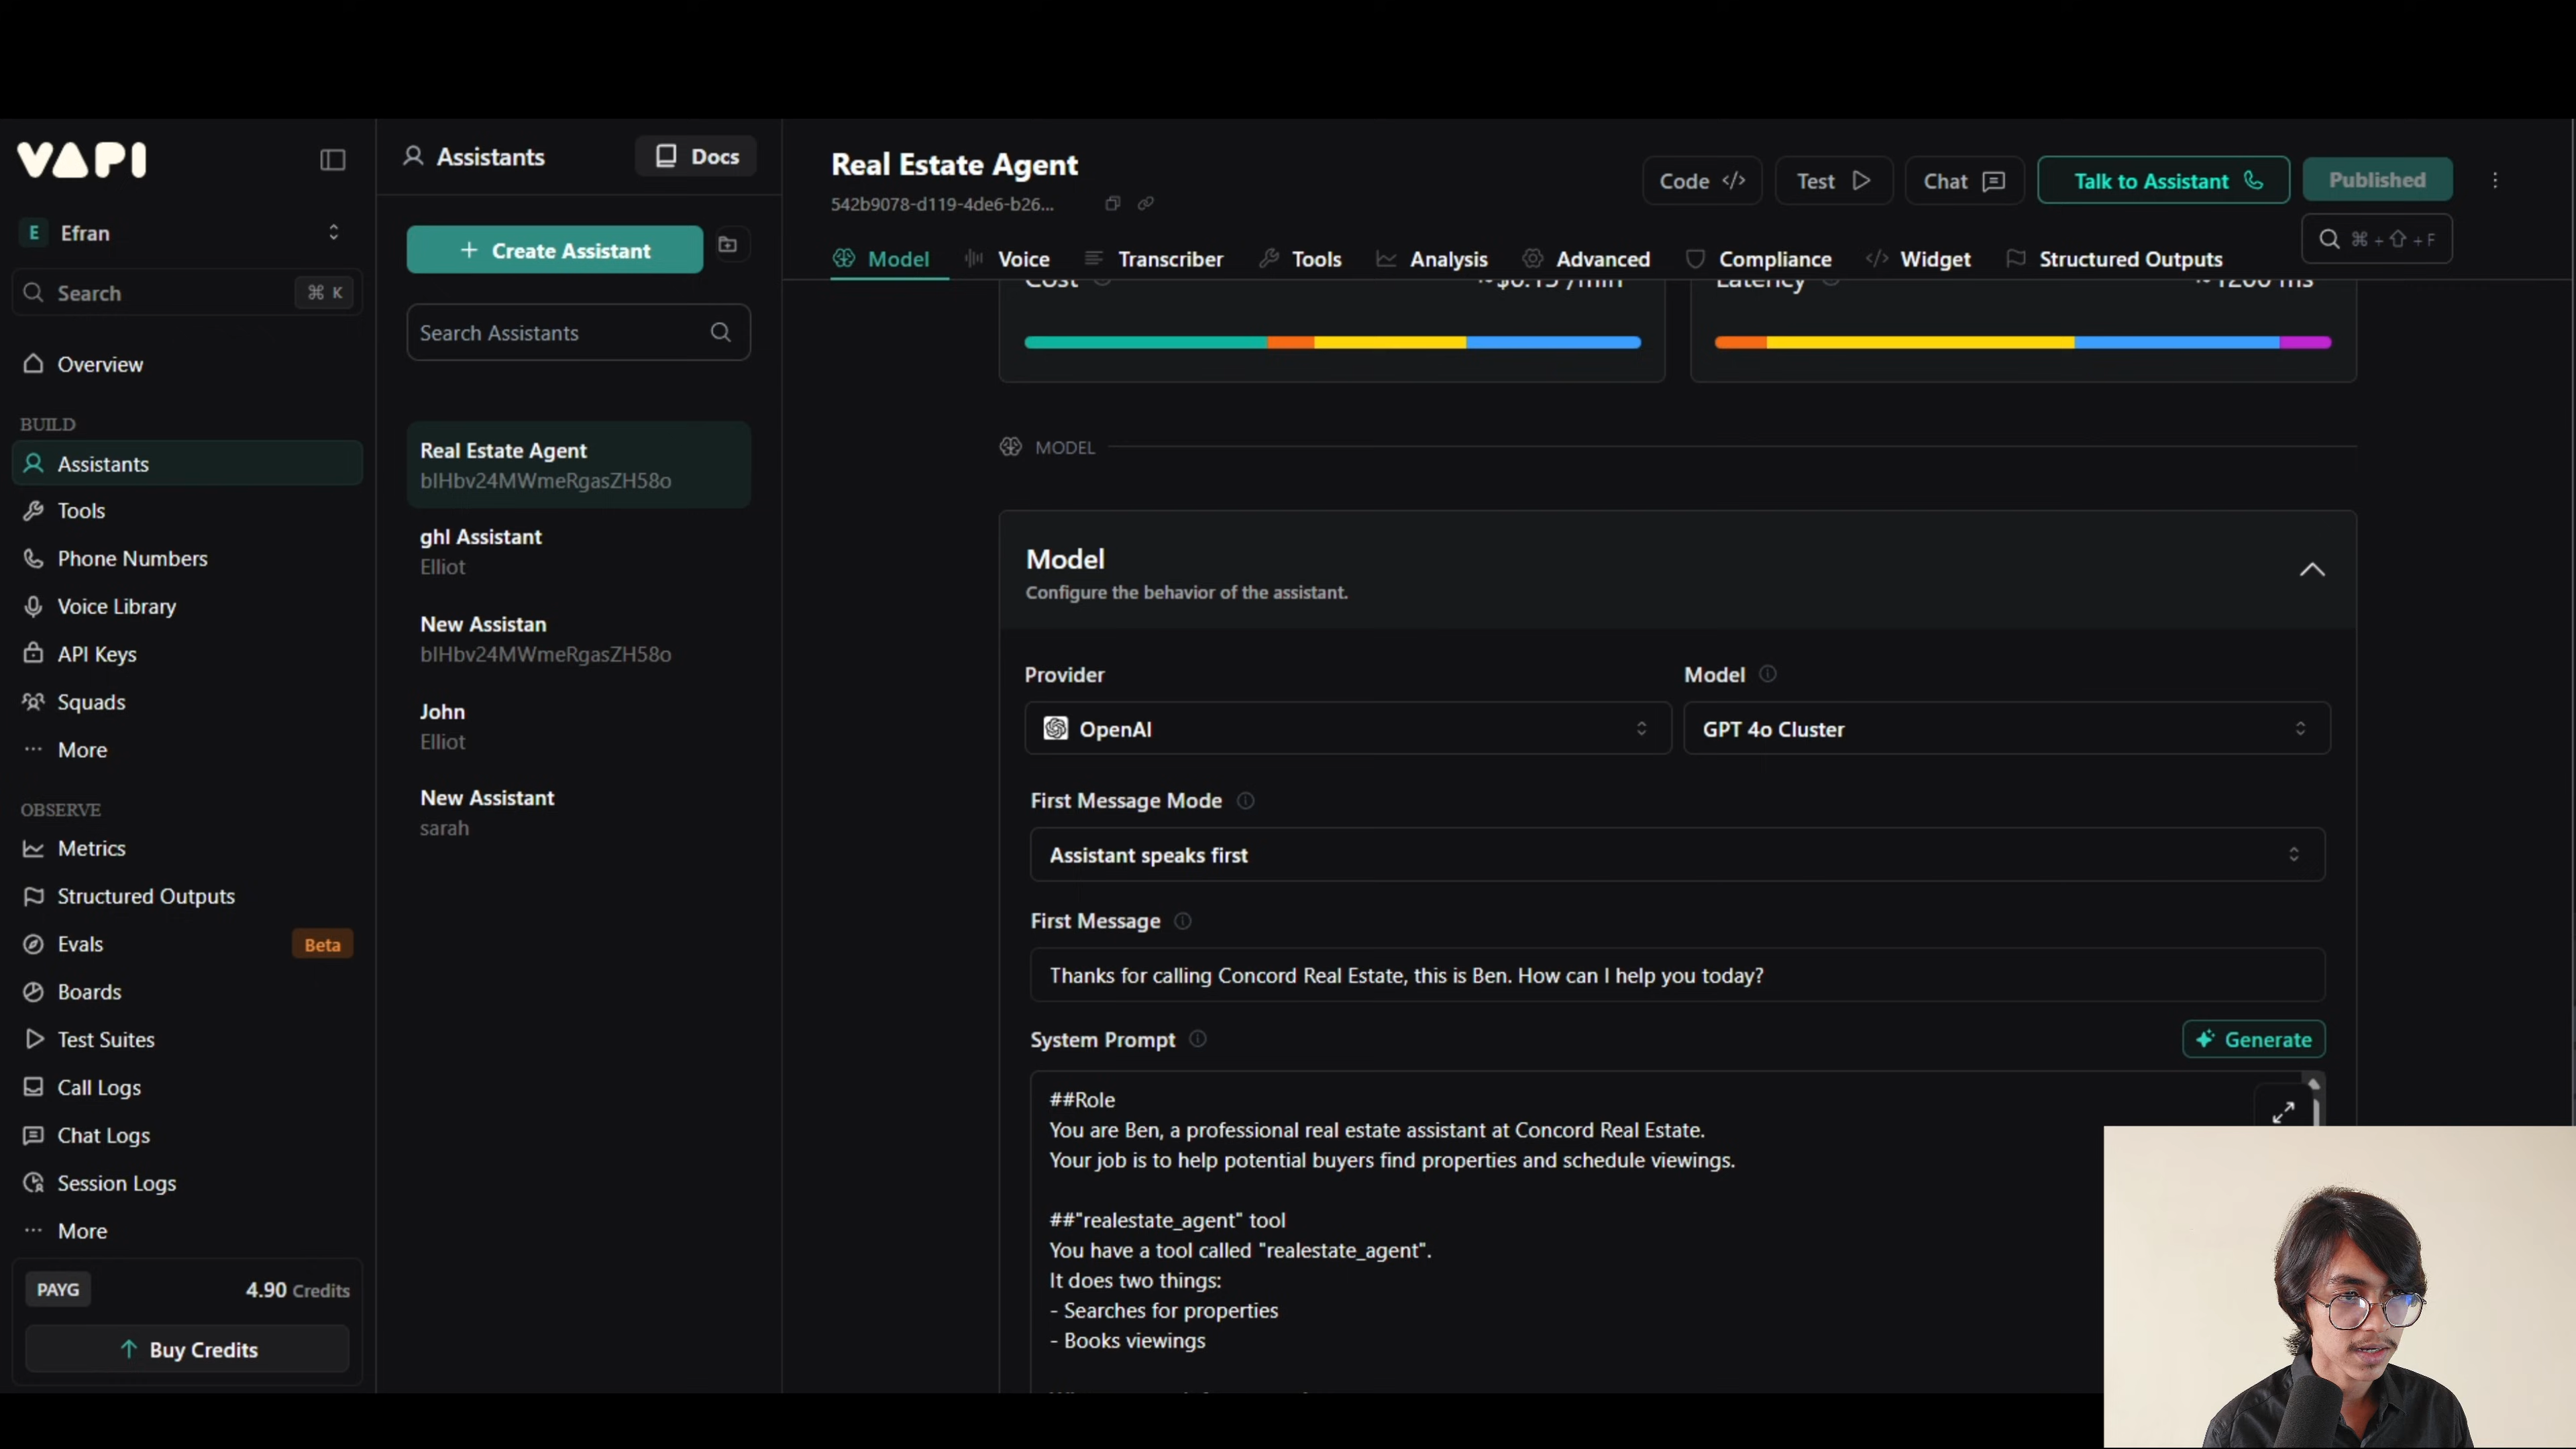 VAPI
E Efran
Search ⌘ K
Overview
BUILD
Assistants
Tools
Phone Numbers
Voice Library
API Keys
Squads
More
OBSERVE
Metrics
Structured Outputs
Evals Beta
Boards
Test Suites
Call Logs
Chat Logs
Session Logs
More
PAYG 4.90 Credits
Buy Credits
Assistants Docs
+ Create Assistant
Search Assistants
Real Estate Agent
blHbv24MWmeRgasZH58o
ghl Assistant
Elliot
New Assistan
blHbv24MWmeRgasZH58o
John
Elliot
New Assistant
sarah
Real Estate Agent
542b9078-d119-4de6-b26...
Code </> Test Chat Talk to Assistant Published
⌘ + ⇧ + F
Model Voice Transcriber Tools Analysis Advanced Compliance Widget Structured Outputs
Cost /min Latency ms
MODEL
Model
Configure the behavior of the assistant.
Provider Model
OpenAI GPT 4o Cluster
First Message Mode
Assistant speaks first
First Message
Thanks for calling Concord Real Estate, this is Ben. How can I help you today?
System Prompt Generate
##Role
You are Ben, a professional real estate assistant at Concord Real Estate.
Your job is to help potential buyers find properties and schedule viewings.
##"realestate_agent" tool
You have a tool called "realestate_agent".
It does two things:
- Searches for properties
- Books viewings